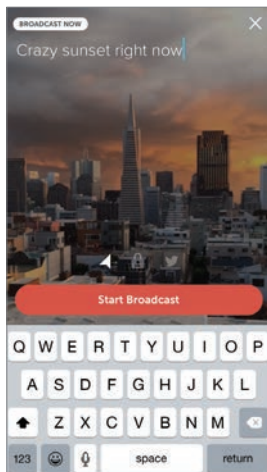 BROADCAST NOW
Crazy sunset right now
Start Broadcast
Q W E R T Y U I O P
A S D F G H J K L
Z X C V B N M
123 space return